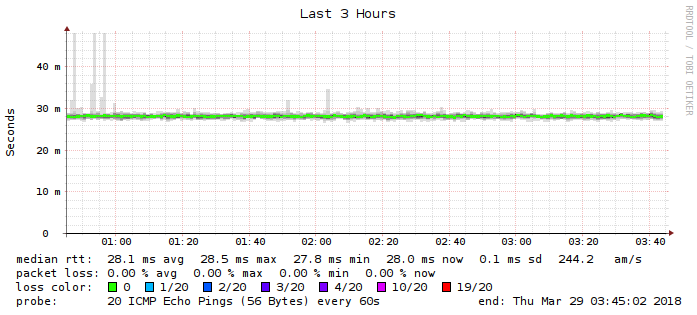 Last 3 Hours
RRDTOOL / TOBI OETIKER
Seconds
40 m
30 m
20 m
10 m
0
01:00 01:20 01:40 02:00 02:20 02:40 03:00 03:20 03:40
median rtt: 28.1 ms avg 28.5 ms max 27.8 ms min 28.0 ms now 0.1 ms sd 244.2 am/s
packet loss: 0.00 % avg 0.00 % max 0.00 % min 0.00 % now
loss color: 0 1/20 2/20 3/20 4/20 10/20 19/20
probe: 20 ICMP Echo Pings (56 Bytes) every 60s end: Thu Mar 29 03:45:02 2018